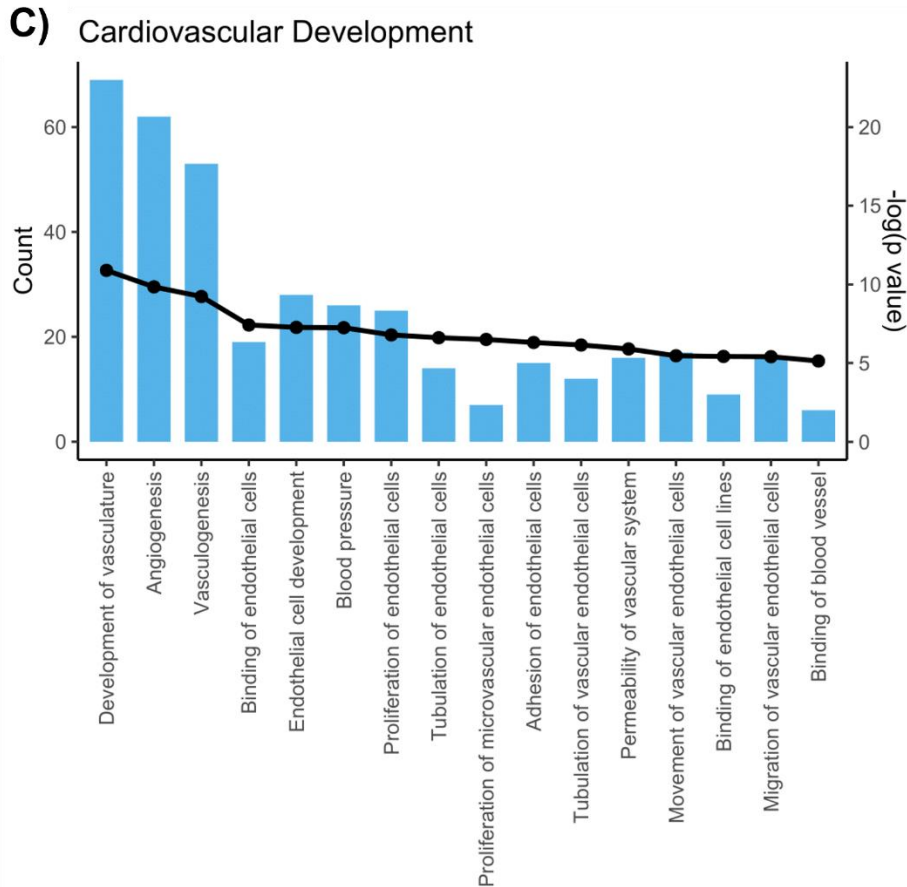 C) Cardiovascular Development
Count
60
40
20
0
20
15
10
5
0
-log(p value)
Development of vasculature
Angiogenesis
Vasculogenesis
Binding of endothelial cells
Endothelial cell development
Blood pressure
Proliferation of endothelial cells
Tubulation of endothelial cells
Proliferation of microvascular endothelial cells
Adhesion of endothelial cells
Tubulation of vascular endothelial cells
Permeability of vascular system
Movement of vascular endothelial cells
Binding of endothelial cell lines
Migration of vascular endothelial cells
Binding of blood vessel